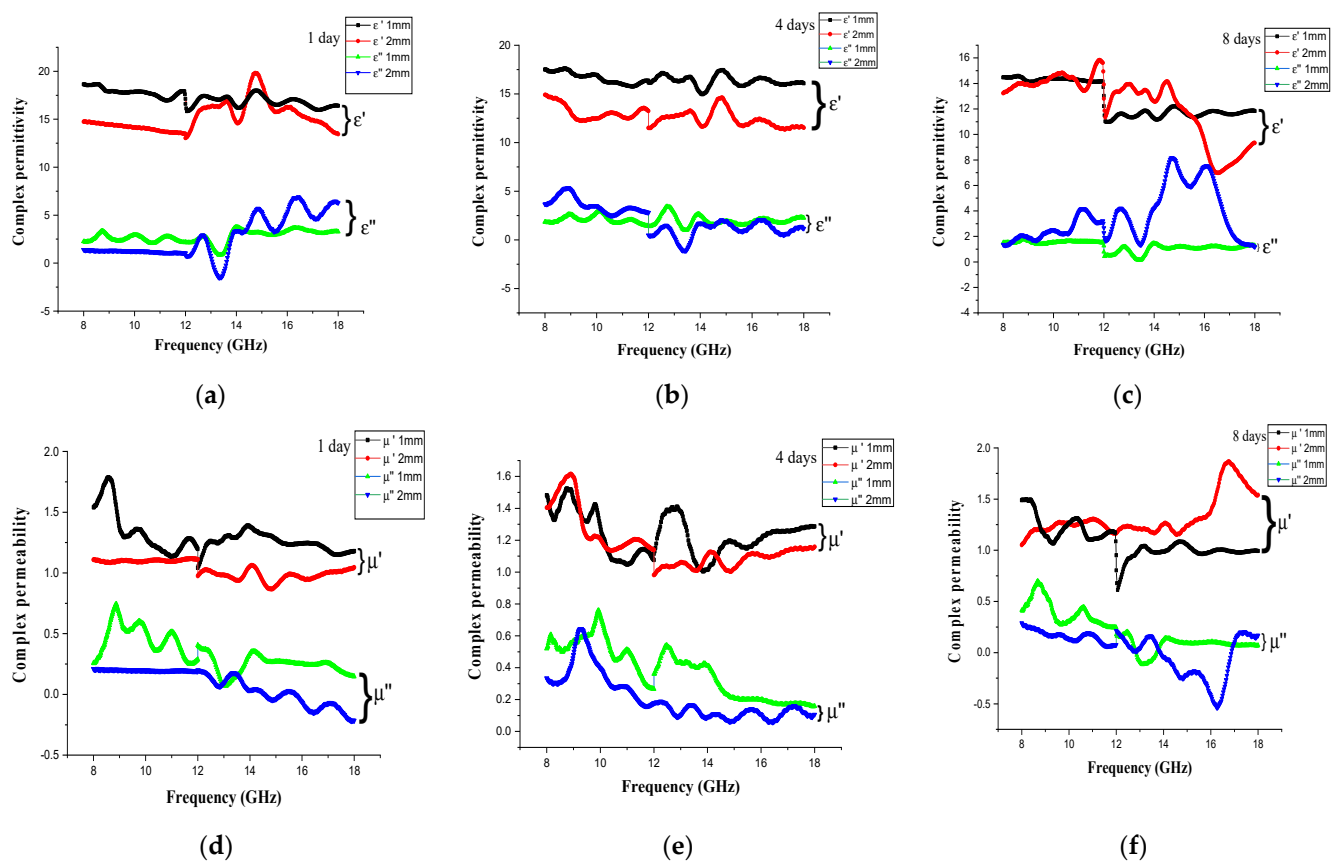 1 day
ε ' 1mm
ε ' 2mm
ε'' 1mm
ε'' 2mm
Complex permittivity
20
15
10
5
0
-5
ε'
ε''
8 10 12 14 16 18
Frequency (GHz)
(a)
4 days
ε' 1mm
ε' 2mm
ε'' 1mm
ε'' 2mm
Complex permittivity
20
15
10
5
0
-5
ε'
ε''
8 10 12 14 16 18
Frequency (GHz)
(b)
8 days
ε' 1mm
ε' 2mm
ε'' 1mm
ε'' 2mm
Complex permittivity
16
14
12
10
8
6
4
2
0
-2
-4
ε'
ε''
8 10 12 14 16 18
Frequency (GHz)
(c)
1 day
μ ' 1mm
μ ' 2mm
μ'' 1mm
μ'' 2mm
Complex permeability
2.0
1.5
1.0
0.5
0.0
-0.5
μ'
μ''
8 10 12 14 16 18
Frequency (GHz)
(d)
4 days
μ ' 1mm
μ ' 2mm
μ'' 1mm
μ'' 2mm
Complex permeability
1.6
1.4
1.2
1.0
0.8
0.6
0.4
0.2
0.0
μ'
μ''
8 10 12 14 16 18
Frequency (GHz)
(e)
8 days
μ ' 1mm
μ ' 2mm
μ'' 1mm
μ'' 2mm
Complex permeability
2.0
1.5
1.0
0.5
0.0
-0.5
μ'
μ''
8 10 12 14 16 18
Frequency (GHz)
(f)